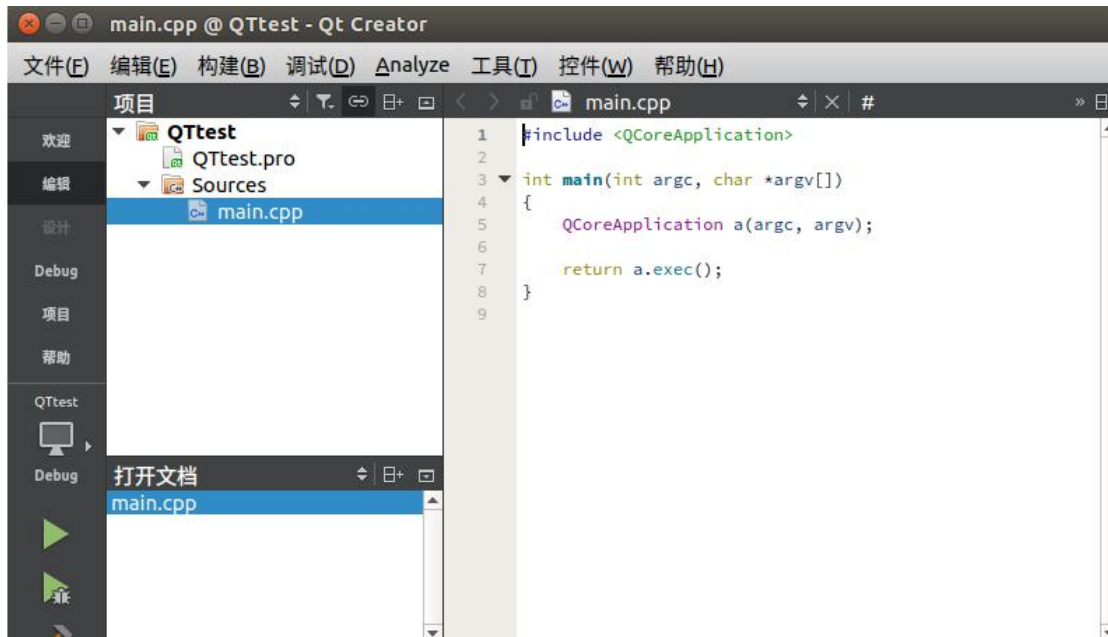 main.cpp @ QTtest - Qt Creator
文件(F) 编辑(E) 构建(B) 调试(D) Analyze 工具(T) 控件(W) 帮助(H)
项目
main.cpp
#
欢迎
编辑
设计
Debug
项目
帮助
QTtest
Debug
QTtest
QTtest.pro
Sources
main.cpp
打开文档
main.cpp
1 #include <QCoreApplication>
2
3 int main(int argc, char *argv[])
4 {
5     QCoreApplication a(argc, argv);
6
7     return a.exec();
8 }
9